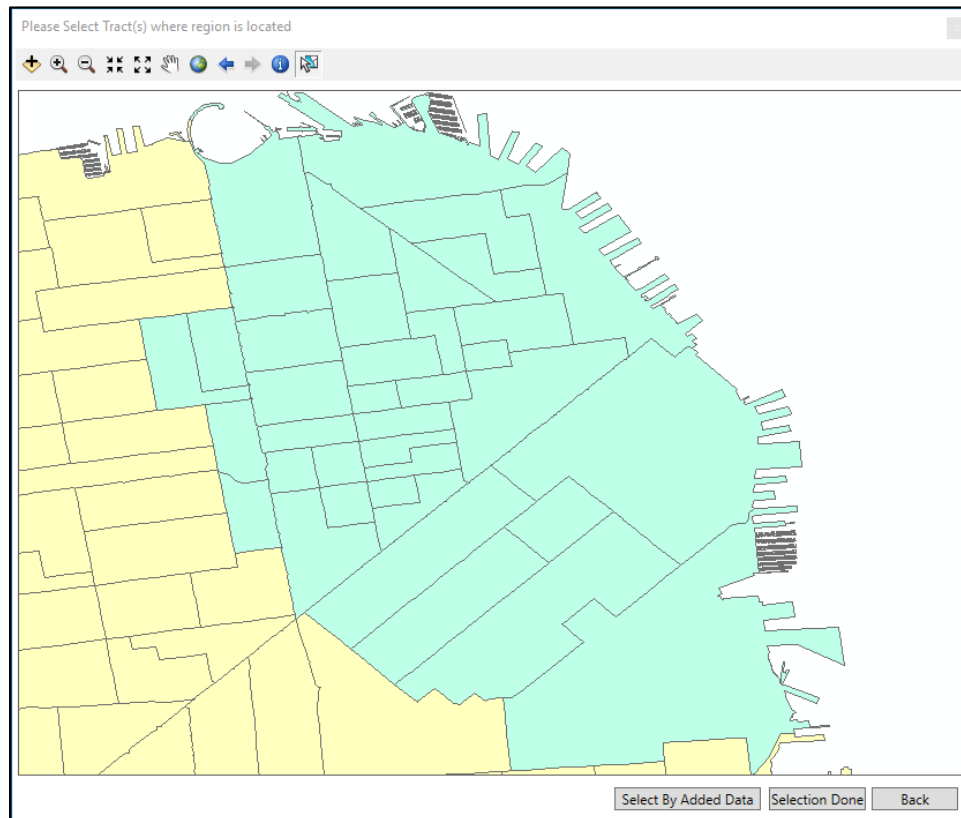 Please Select Tract(s) where region is located
Select By Added Data
Selection Done
Back